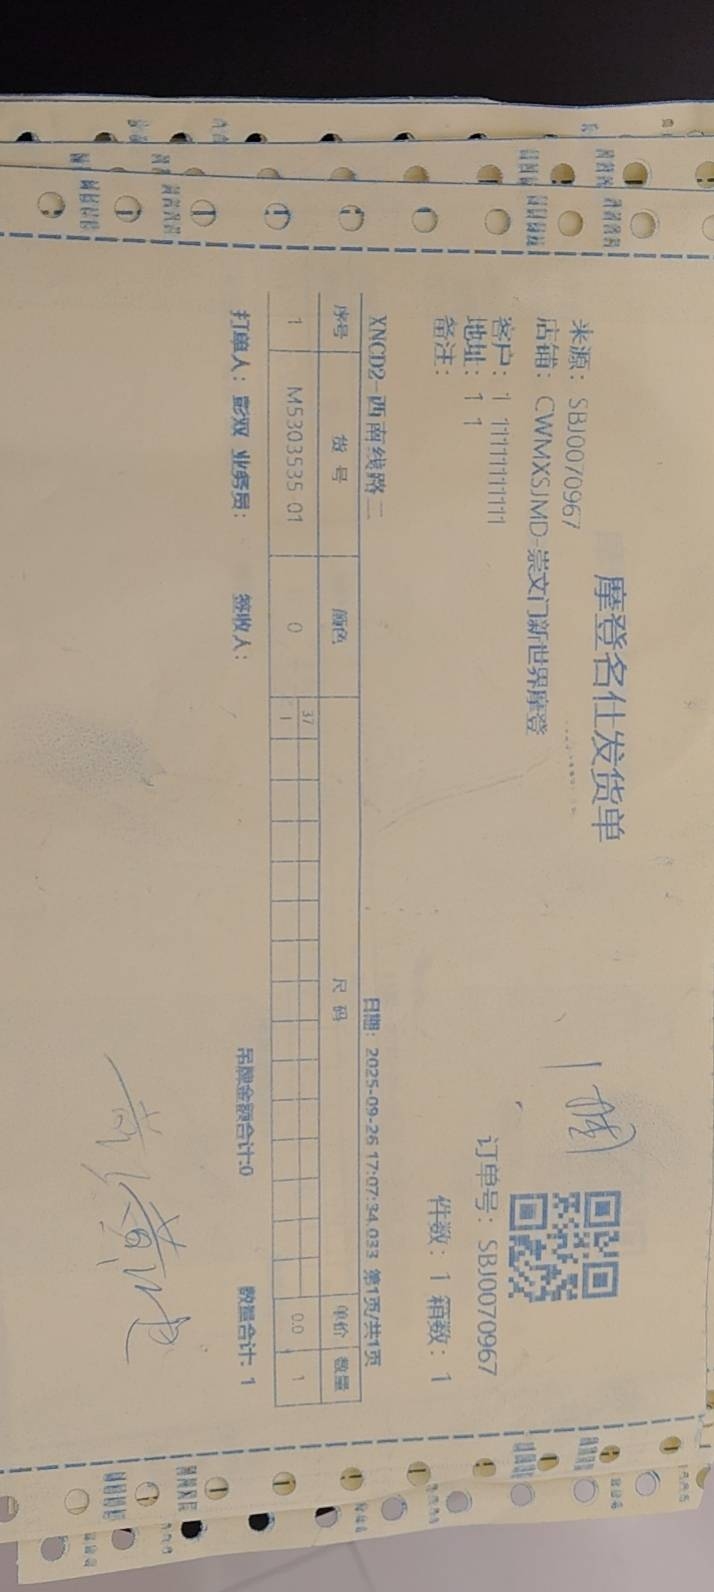 摩登名仕发货单
来源：SBJ0070967
店铺：CWMXSJMD-崇文门新世界摩登
订单号：SBJ0070967
客户：1 11111111111
地址：1 1
件数：1 箱数：1
备注：
XNCD2-西南线路二
日期：2025-09-26 17:07:34.033 第1页/共1页
序号 货号 颜色 尺码 单价 数量
37
1 M5303535 01 0 1 0.0 1
打单人：彭双 业务员： 签收人： 吊牌金额合计:0 数量合计: 1